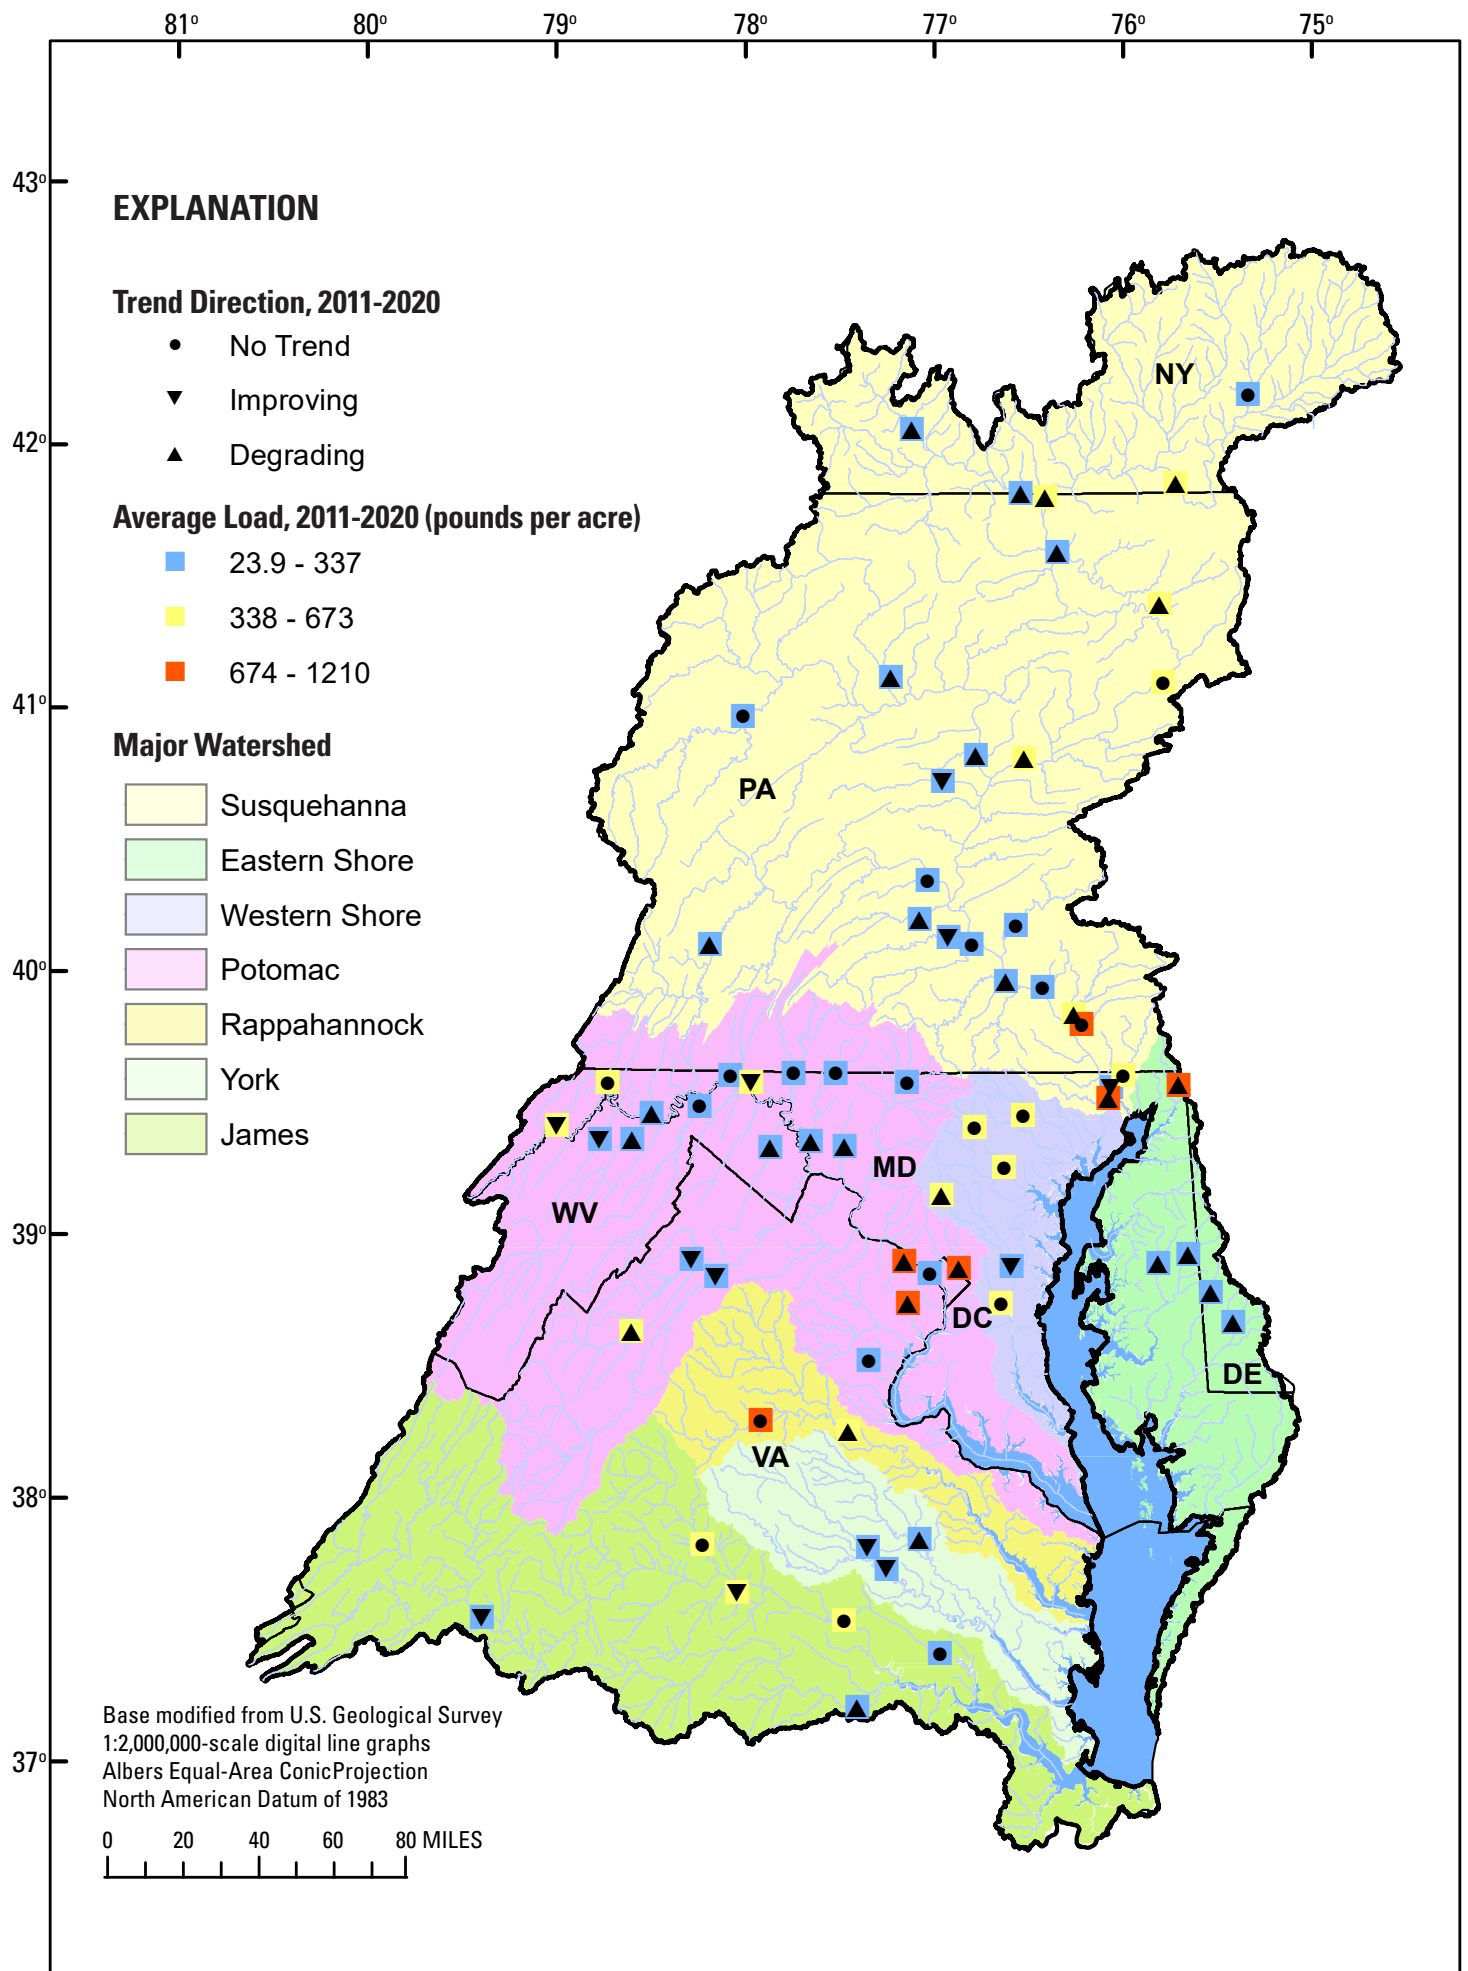 81° 80° 79° 78° 77° 76° 75°
43°
EXPLANATION
Trend Direction, 2011-2020
No Trend
Improving
Degrading
Average Load, 2011-2020 (pounds per acre)
23.9 - 337
338 - 673
674 - 1210
Major Watershed
Susquehanna
Eastern Shore
Western Shore
Potomac
Rappahannock
York
James
42°
41°
40°
39°
38°
37°
NY
PA
MD
WV
DC
DE
VA
Base modified from U.S. Geological Survey
1:2,000,000-scale digital line graphs
Albers Equal-Area ConicProjection
North American Datum of 1983
0 20 40 60 80 MILES